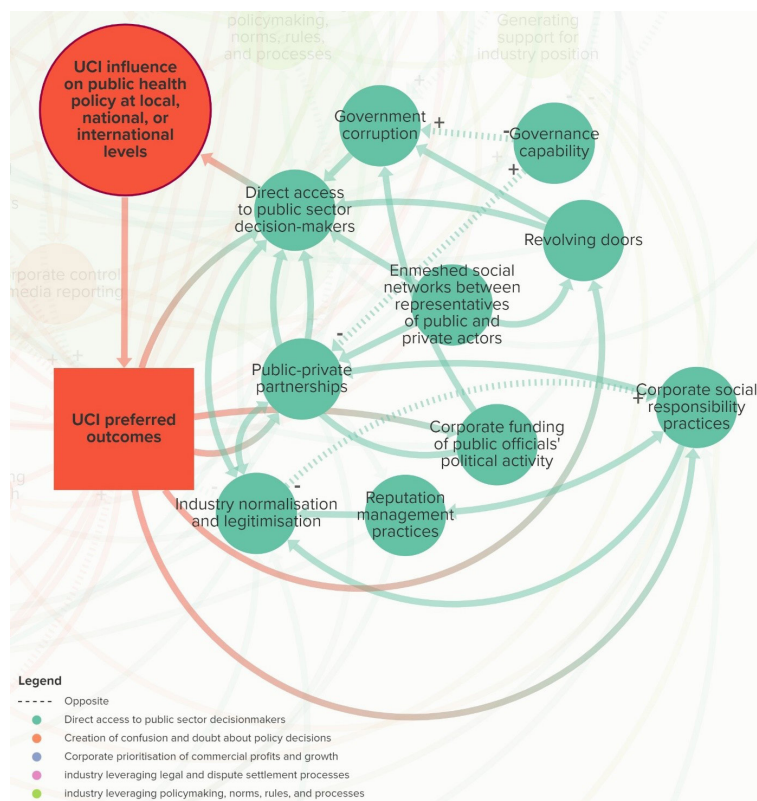 policymaking,
norms, rules,
and processes
Generating
support for
industry position
UCI influence
on public health
policy at local,
national, or
international
levels
Government
corruption
+
-
Governance
capability
+
Direct access
to public sector
decision-makers
Revolving doors
Enmeshed social
networks between
representatives
of public and
private actors
corporate control
media reporting
-
Public-private
partnerships
UCI preferred
outcomes
Corporate social
responsibility
practices
+
Corporate funding
of public officials'
political activity
-
Industry normalisation
and legitimisation
Reputation
management
practices
Legend
Opposite
Direct access to public sector decisionmakers
Creation of confusion and doubt about policy decisions
Corporate prioritisation of commercial profits and growth
industry leveraging legal and dispute settlement processes
industry leveraging policymaking, norms, rules, and processes